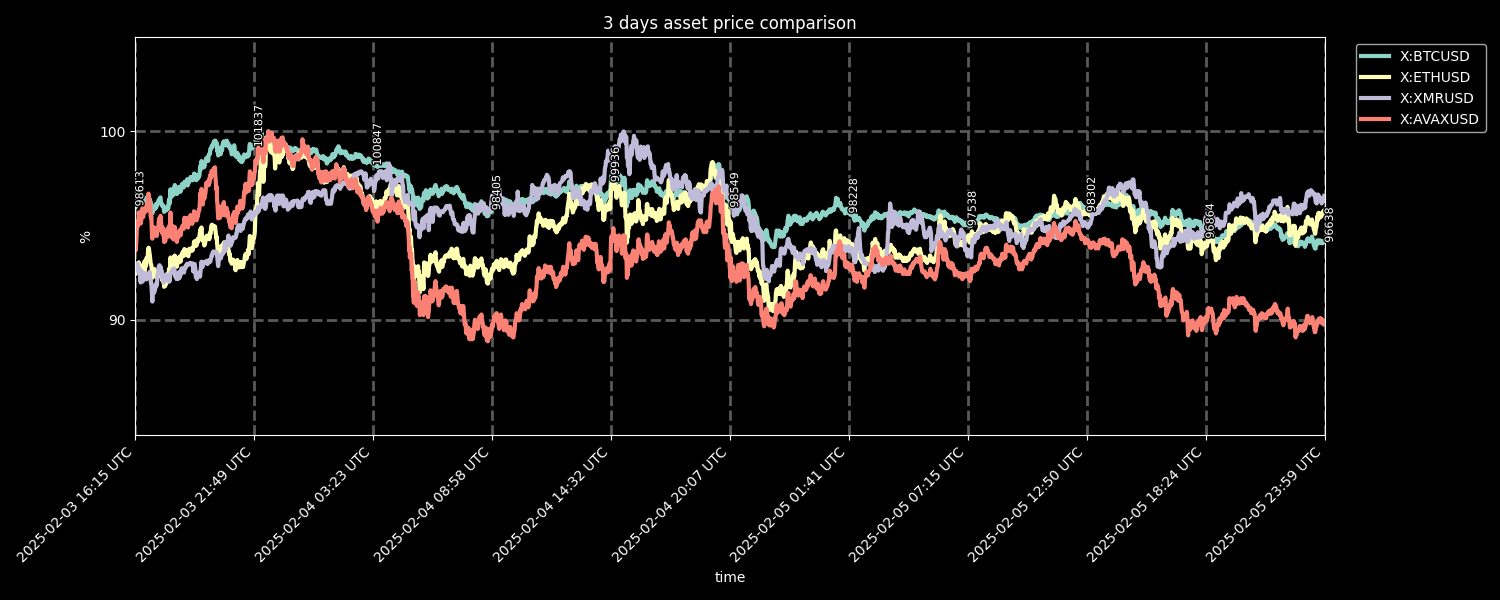 3 days asset price comparison
X:BTCUSD
X:ETHUSD
X:XMRUSD
X:AVAXUSD
%
100
90
98613
101837
100847
98405
99936
98549
98228
97538
98302
96864
96638
2025-02-03 16:15 UTC
2025-02-03 21:49 UTC
2025-02-04 03:23 UTC
2025-02-04 08:58 UTC
2025-02-04 14:32 UTC
2025-02-04 20:07 UTC
2025-02-05 01:41 UTC
2025-02-05 07:15 UTC
2025-02-05 12:50 UTC
2025-02-05 18:24 UTC
2025-02-05 23:59 UTC
time